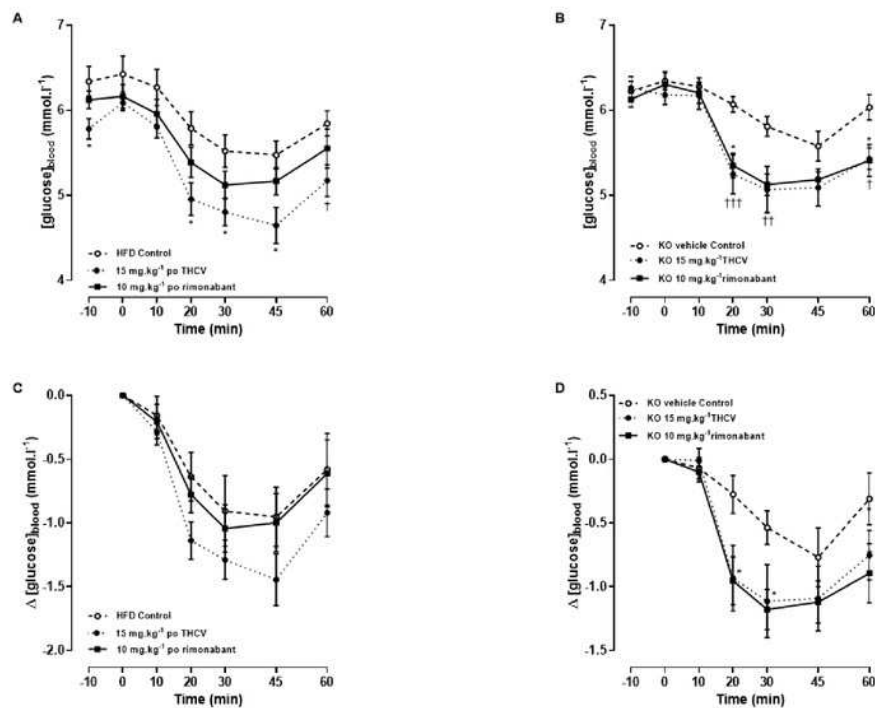 A
7
6
5
4
[glucose]blood (mmol.l⁻¹)
HFD Control
15 mg.kg⁻¹ po THCV
10 mg.kg⁻¹ po rimonabant
-10 0 10 20 30 45 60
Time (min)
* * * * †
B
7
6
5
4
[glucose]blood (mmol.l⁻¹)
KO vehicle Control
KO 15 mg.kg⁻¹THCV
KO 10 mg.kg⁻¹rimonabant
-10 0 10 20 30 45 60
Time (min)
* *
††† †† †
C
0.0
-0.5
-1.0
-1.5
-2.0
Δ [glucose]blood (mmol.l⁻¹)
HFD Control
15 mg.kg⁻¹ po THCV
10 mg.kg⁻¹ po rimonabant
-10 0 10 20 30 45 60
Time (min)
D
0.5
0.0
-0.5
-1.0
-1.5
Δ [glucose]blood (mmol.l⁻¹)
KO vehicle Control
KO 15 mg.kg⁻¹THCV
KO 10 mg.kg⁻¹rimonabant
* *
-10 0 10 20 30 45 60
Time (min)